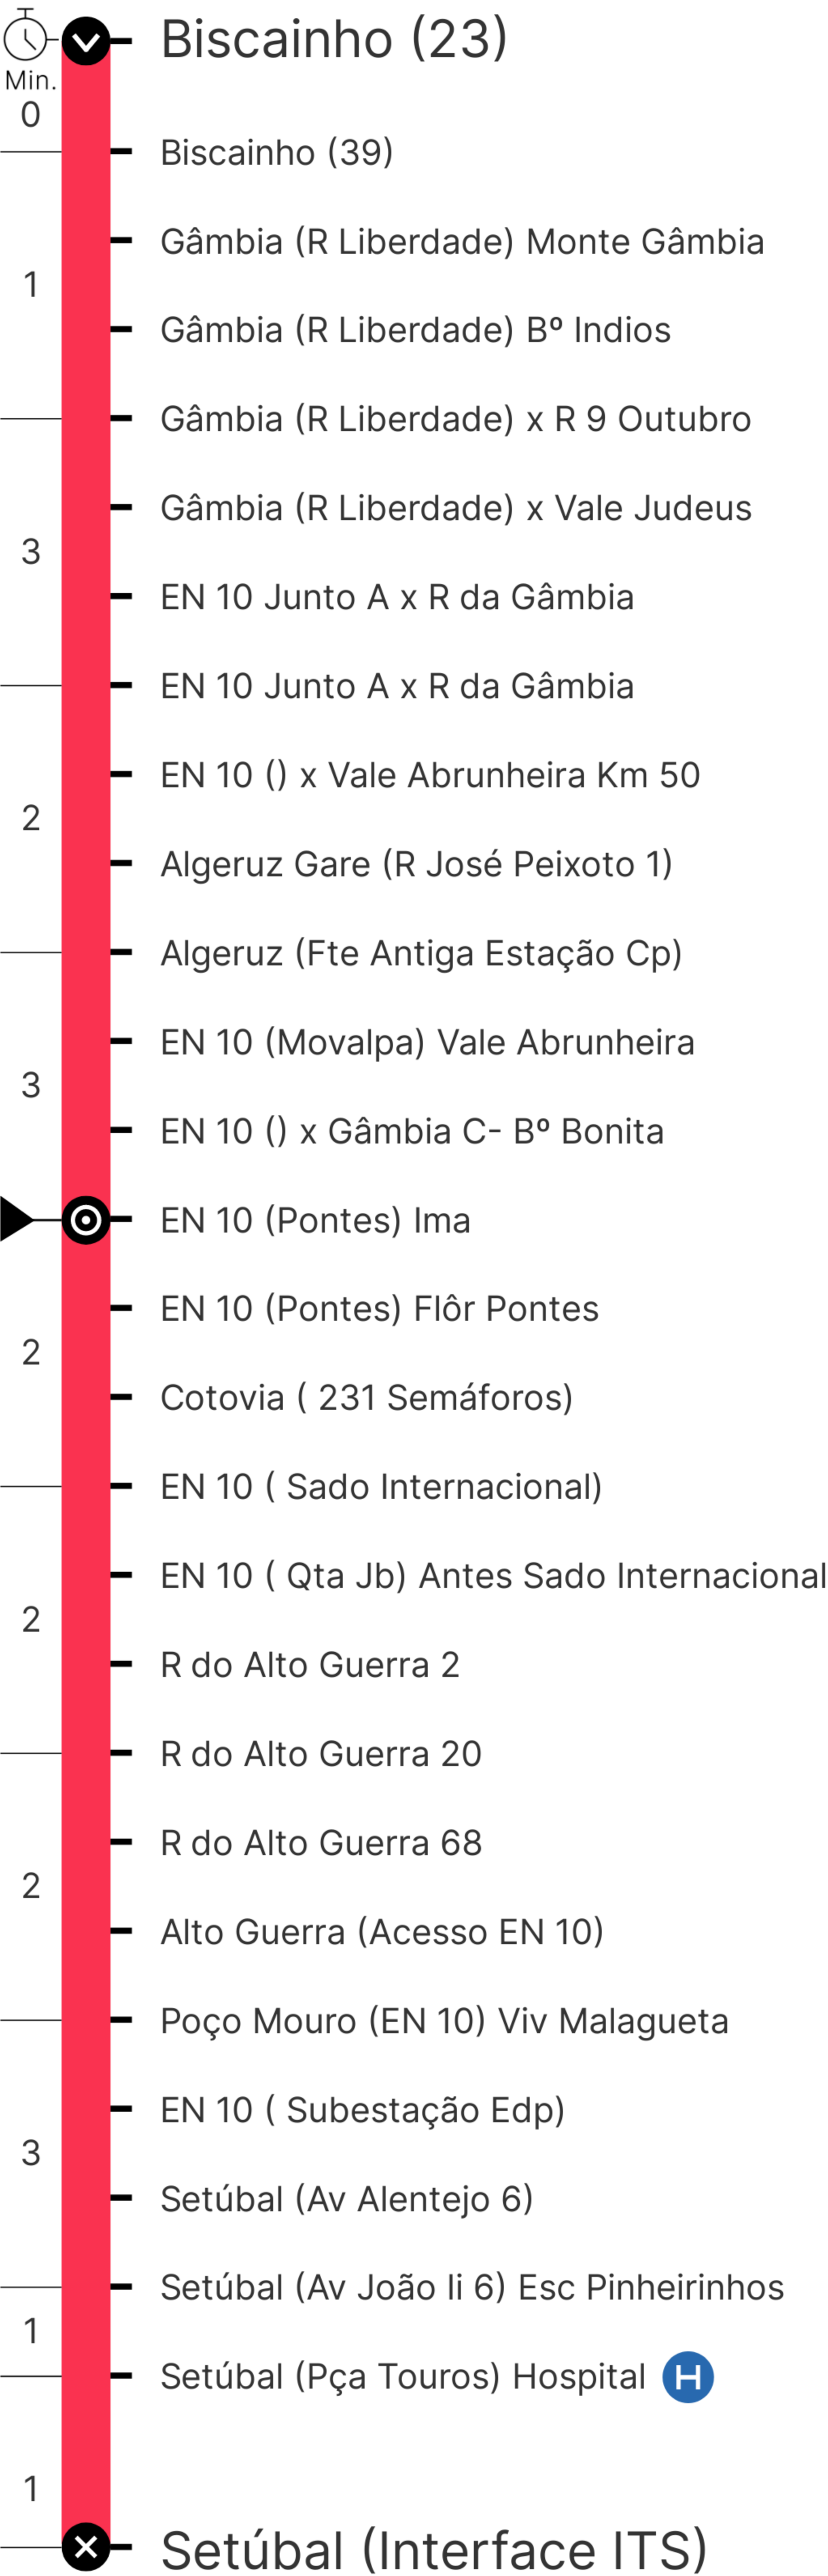 Biscainho (23)
Min.
0
Biscainho (39)
Gâmbia (R Liberdade) Monte Gâmbia
1
Gâmbia (R Liberdade) Bº Indios
Gâmbia (R Liberdade) x R 9 Outubro
Gâmbia (R Liberdade) x Vale Judeus
3
EN 10 Junto A x R da Gâmbia
EN 10 Junto A x R da Gâmbia
EN 10 () x Vale Abrunheira Km 50
2
Algeruz Gare (R José Peixoto 1)
Algeruz (Fte Antiga Estação Cp)
EN 10 (Movalpa) Vale Abrunheira
3
EN 10 () x Gâmbia C- Bº Bonita
EN 10 (Pontes) Ima
EN 10 (Pontes) Flôr Pontes
2
Cotovia ( 231 Semáforos)
EN 10 ( Sado Internacional)
EN 10 ( Qta Jb) Antes Sado Internacional
2
R do Alto Guerra 2
R do Alto Guerra 20
R do Alto Guerra 68
2
Alto Guerra (Acesso EN 10)
Poço Mouro (EN 10) Viv Malagueta
EN 10 ( Subestação Edp)
3
Setúbal (Av Alentejo 6)
Setúbal (Av João Ii 6) Esc Pinheirinhos
1
Setúbal (Pça Touros) Hospital H
1
Setúbal (Interface ITS)